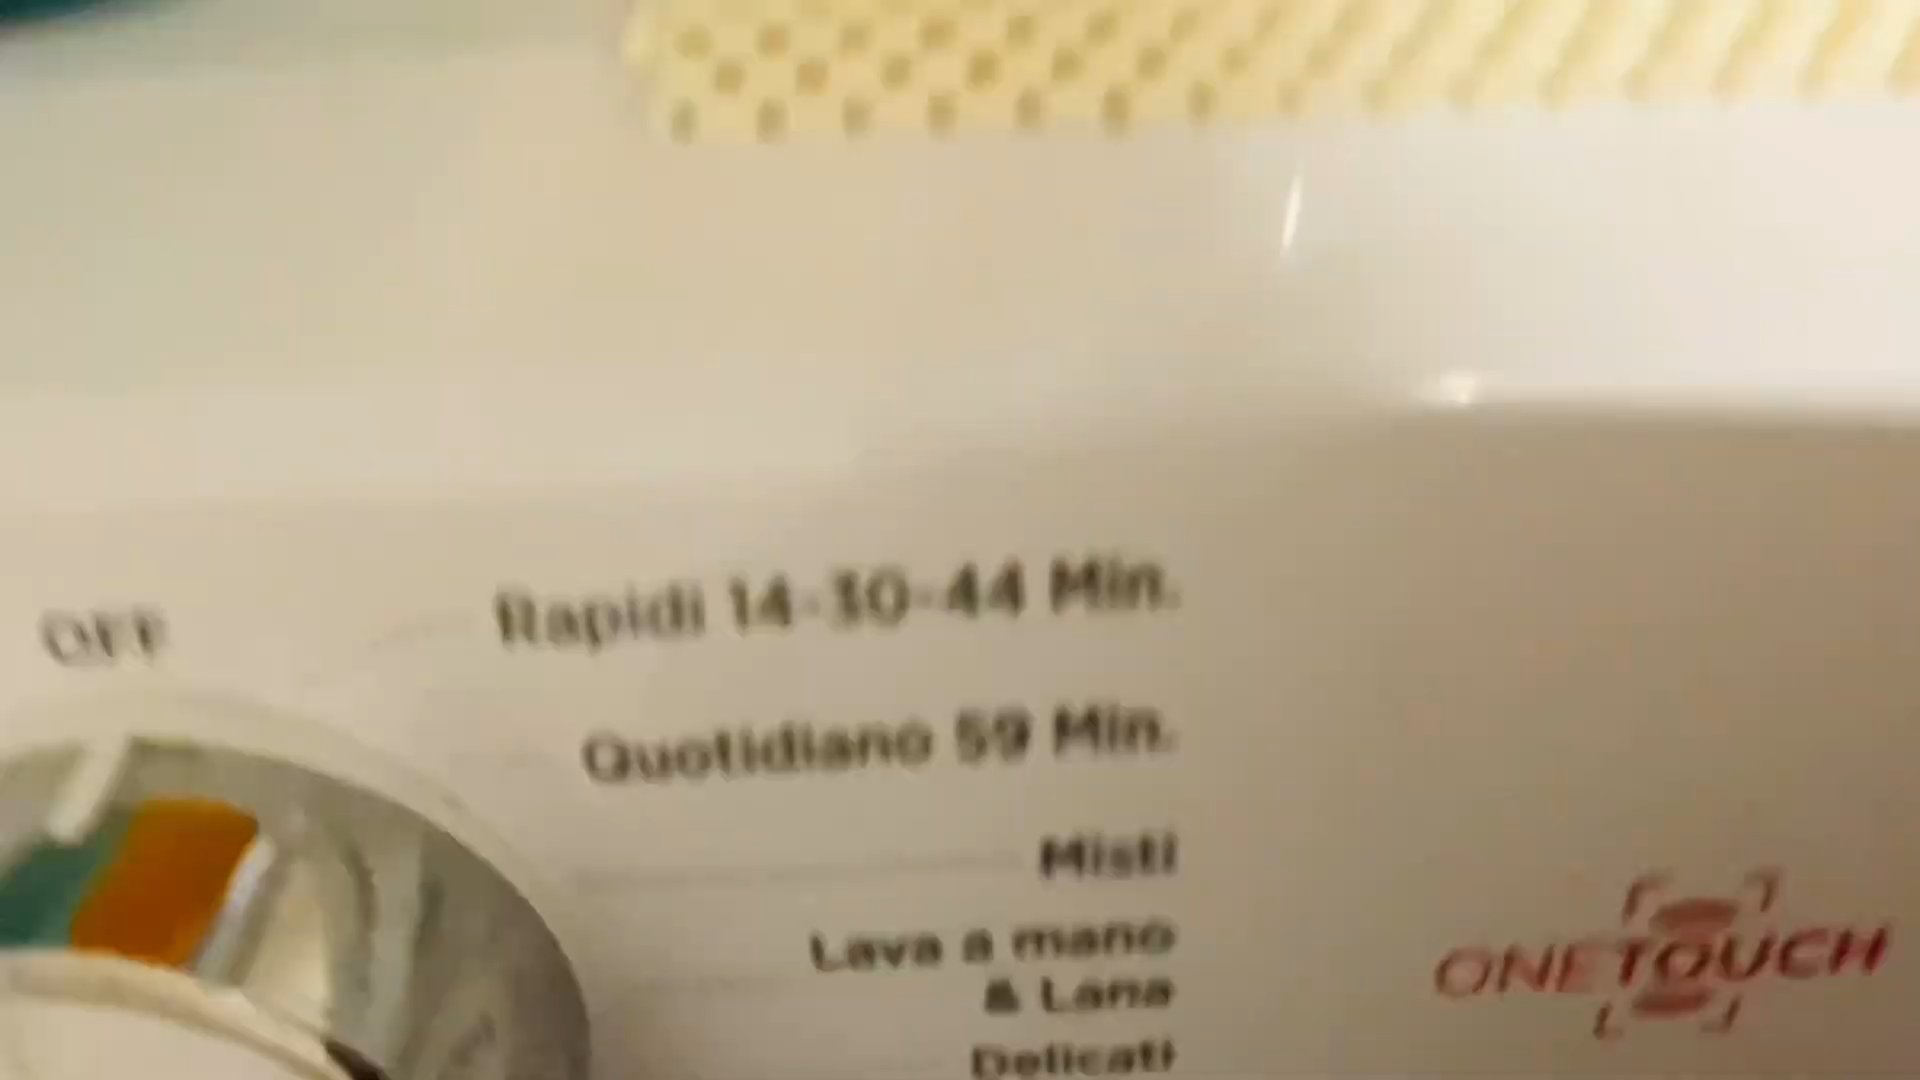 OFF
Rapidi 14-30-44 Min.
Quotidiano 59 Min.
Misti
Lava a mano
& Lana
Delicati
ONETOUCH